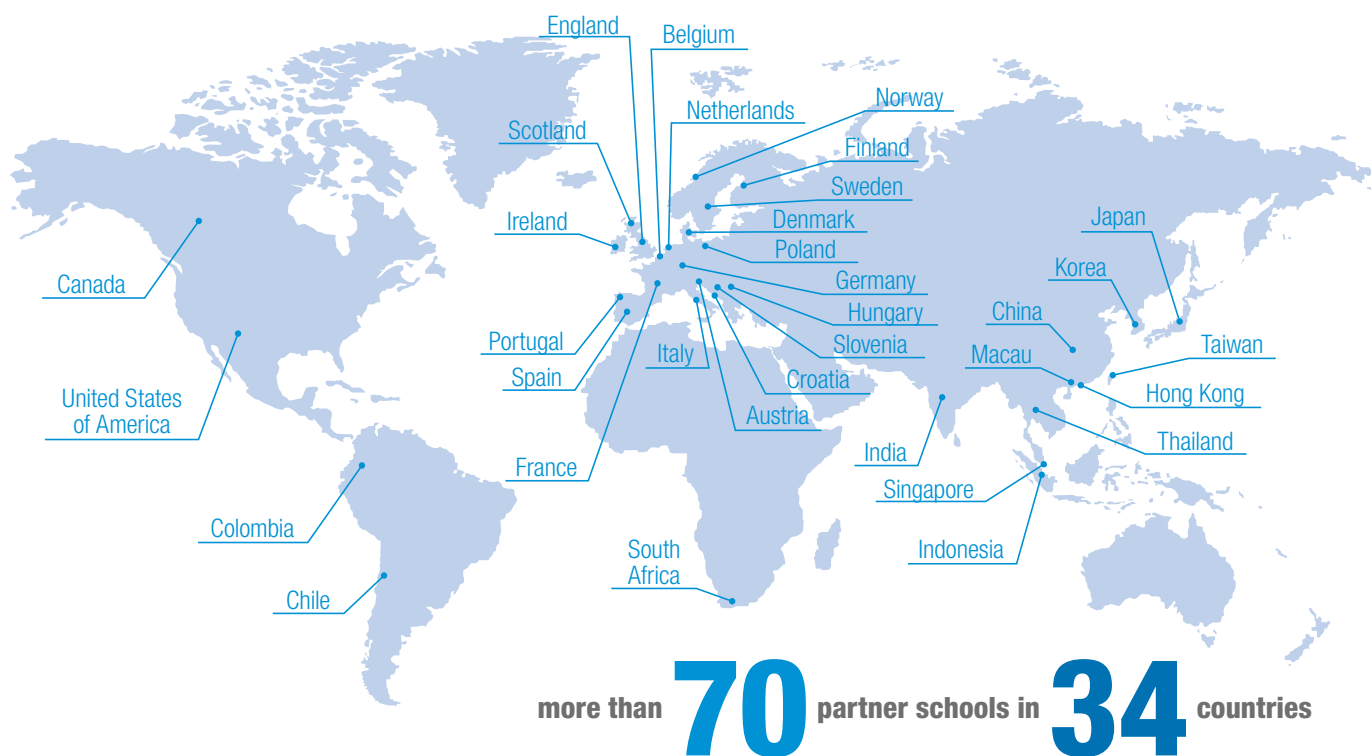 England
Belgium
Netherlands
Norway
Scotland
Finland
Sweden
Ireland
Denmark
Japan
Poland
Korea
Canada
Germany
Hungary
China
Portugal
Italy
Slovenia
Macau
Taiwan
Spain
Croatia
Hong Kong
United States
of America
Austria
Thailand
India
France
Singapore
Colombia
South
Africa
Indonesia
Chile
more than 70 partner schools in 34 countries